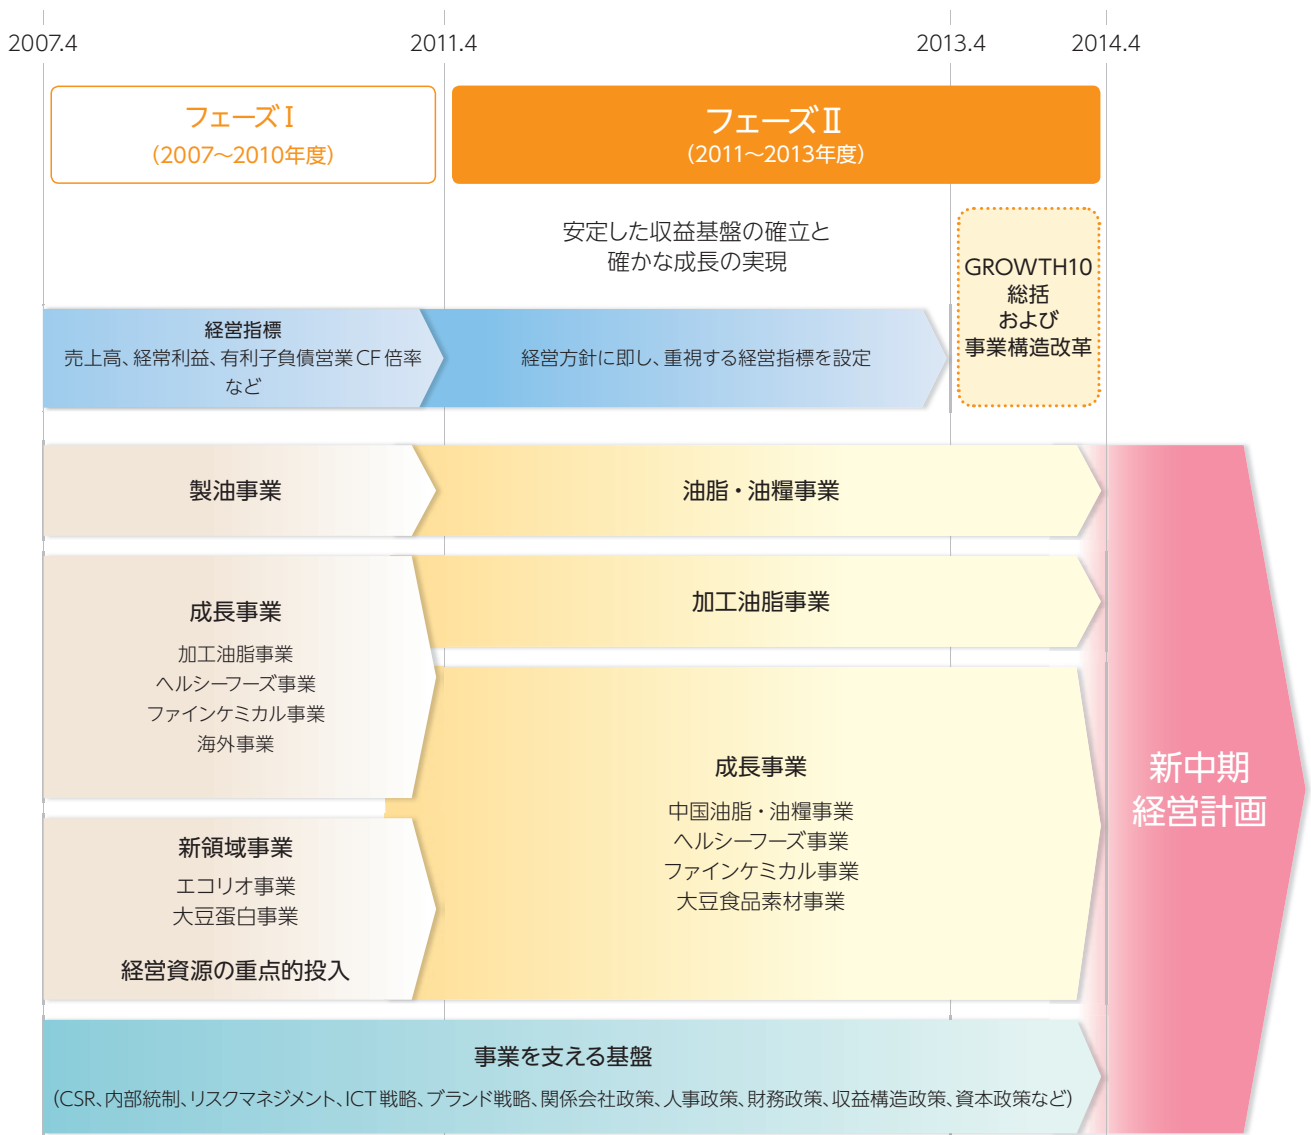 2007.4
2011.4
2013.4
2014.4
フェーズⅠ
(2007〜2010年度)
フェーズⅡ
(2011〜2013年度)
安定した収益基盤の確立と
確かな成長の実現
GROWTH10
総括
および
事業構造改革
経営指標
売上高、経常利益、有利子負債営業CF倍率
など
経営方針に即し、重視する経営指標を設定
製油事業
油脂・油糧事業
成長事業
加工油脂事業
ヘルシーフーズ事業
ファインケミカル事業
海外事業
加工油脂事業
新領域事業
エコリオ事業
大豆蛋白事業
経営資源の重点的投入
成長事業
中国油脂・油糧事業
ヘルシーフーズ事業
ファインケミカル事業
大豆食品素材事業
新中期
経営計画
事業を支える基盤
(CSR、内部統制、リスクマネジメント、ICT戦略、ブランド戦略、関係会社政策、人事政策、財務政策、収益構造政策、資本政策など)